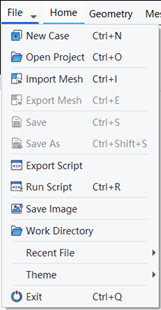 File Home Geometry Me
New Case Ctrl+N
Open Project Ctrl+O
Import Mesh Ctrl+I
Export Mesh Ctrl+E
Save Ctrl+S
Save As Ctrl+Shift+S
Export Script
Run Script Ctrl+R
Save Image
Work Directory
Recent File
Theme
Exit Ctrl+Q